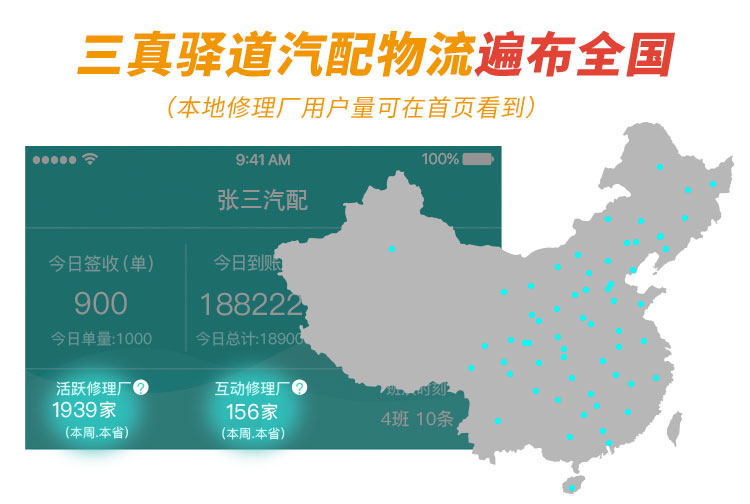 三真驿道汽配物流遍布全国
（本地修理厂用户量可在首页看到）
9:41 AM 100%
张三汽配
今日签收(单) 今日到账
900 188222
今日单量:1000 今日总计:18900
活跃修理厂? 互动修理厂?
1939家 156家
(本周.本省) (本周.本省)
4班 10条